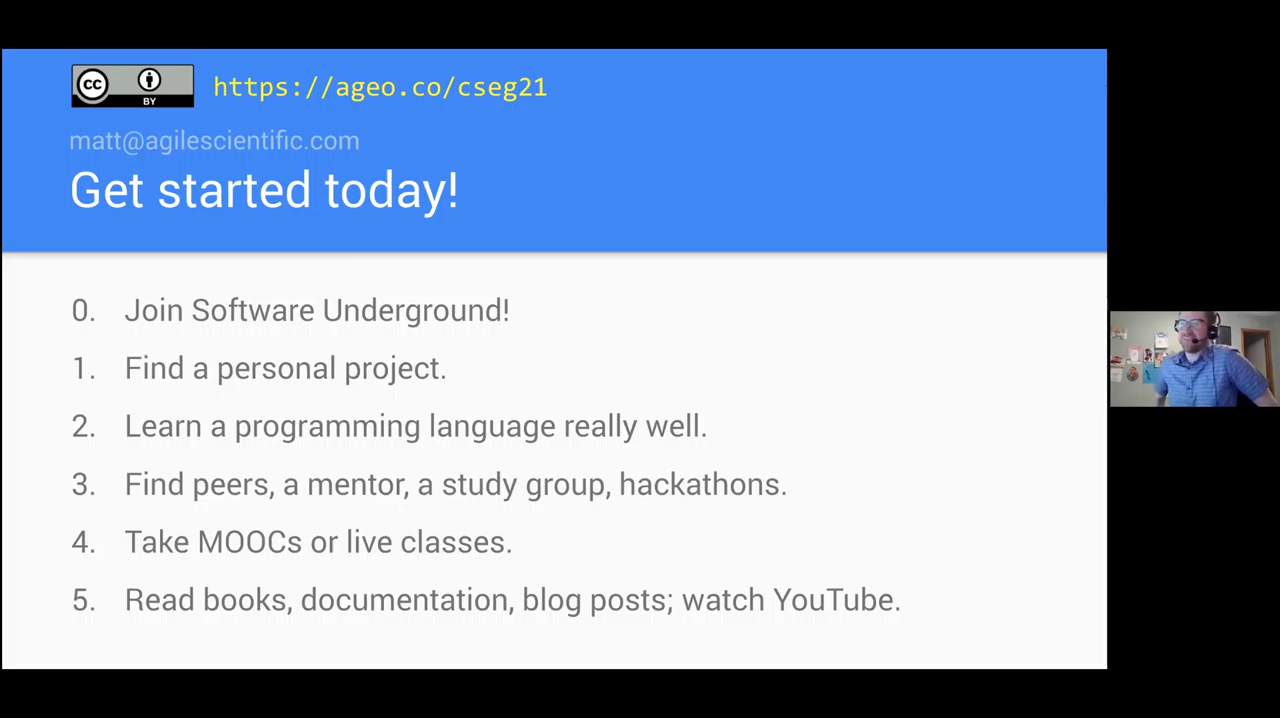 cc BY https://ageo.co/cseg21
matt@agilescientific.com
Get started today!
0. Join Software Underground!
1. Find a personal project.
2. Learn a programming language really well.
3. Find peers, a mentor, a study group, hackathons.
4. Take MOOCs or live classes.
5. Read books, documentation, blog posts; watch YouTube.